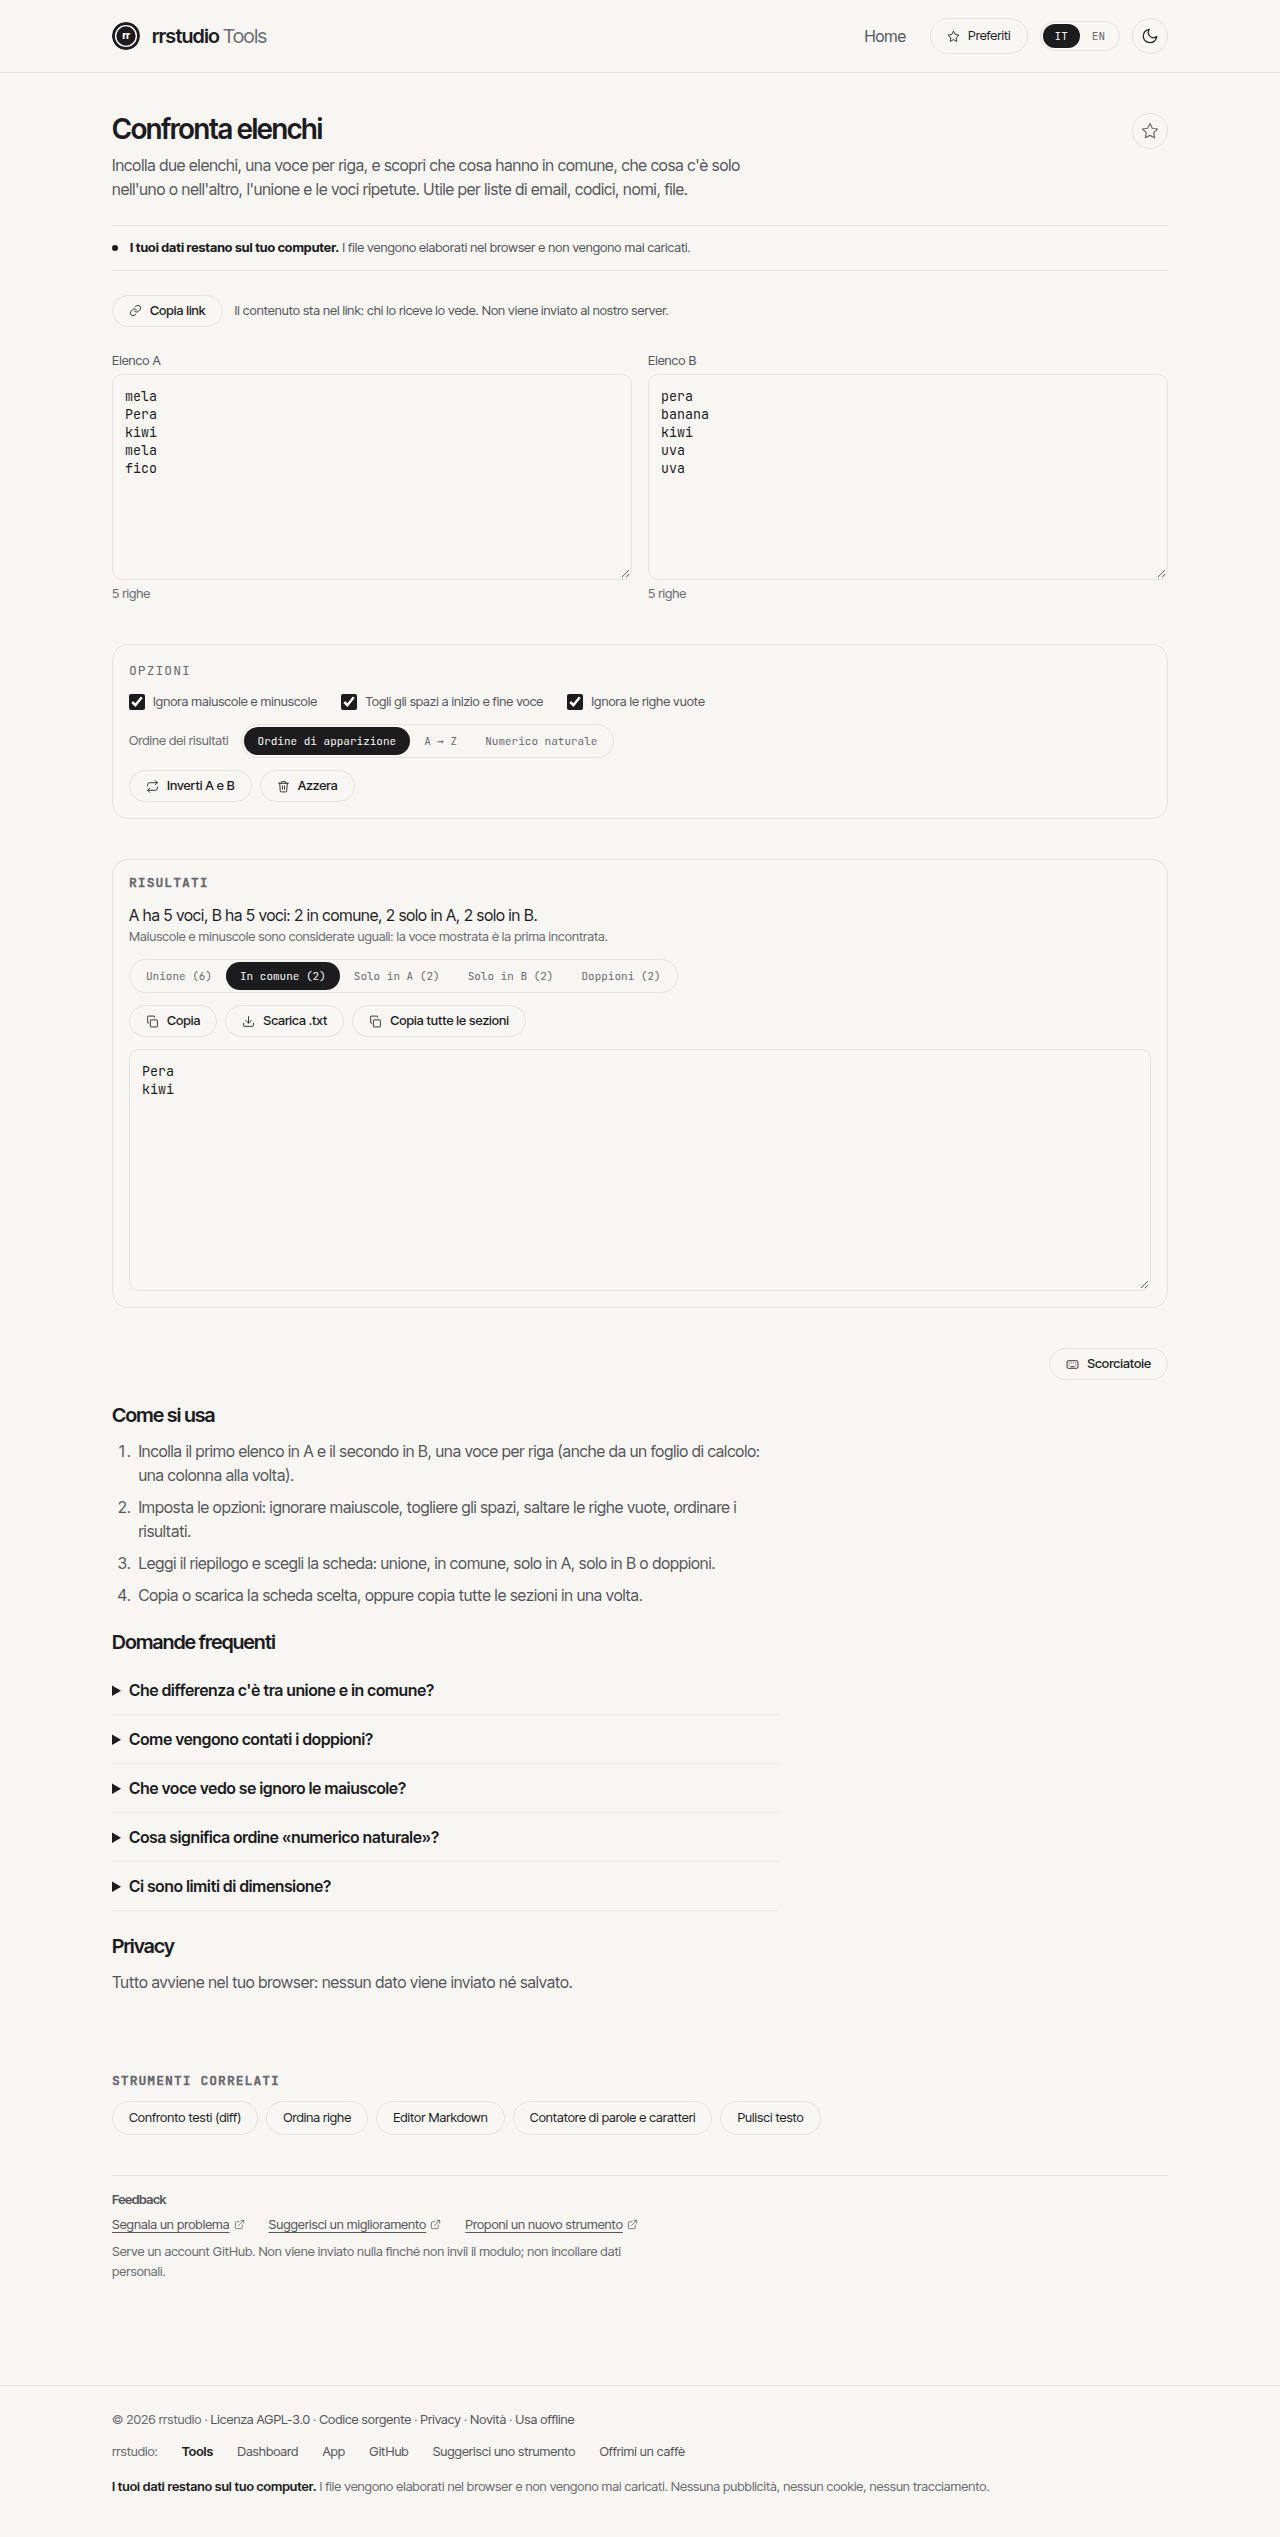 rr rrstudio Tools
Home
Preferiti
IT EN
Confronta elenchi
Incolla due elenchi, una voce per riga, e scopri che cosa hanno in comune, che cosa c'è solo
nell'uno o nell'altro, l'unione e le voci ripetute. Utile per liste di email, codici, nomi, file.
I tuoi dati restano sul tuo computer. I file vengono elaborati nel browser e non vengono mai caricati.
Copia link
Il contenuto sta nel link: chi lo riceve lo vede. Non viene inviato al nostro server.
Elenco A
mela
Pera
kiwi
mela
fico
5 righe
Elenco B
pera
banana
kiwi
uva
uva
5 righe
OPZIONI
Ignora maiuscole e minuscole
Togli gli spazi a inizio e fine voce
Ignora le righe vuote
Ordine dei risultati
Ordine di apparizione
A → Z
Numerico naturale
Inverti A e B
Azzera
RISULTATI
A ha 5 voci, B ha 5 voci: 2 in comune, 2 solo in A, 2 solo in B.
Maiuscole e minuscole sono considerate uguali: la voce mostrata è la prima incontrata.
Unione (6)
In comune (2)
Solo in A (2)
Solo in B (2)
Doppioni (2)
Copia
Scarica .txt
Copia tutte le sezioni
Pera
kiwi
Scorciatoie
Come si usa
1. Incolla il primo elenco in A e il secondo in B, una voce per riga (anche da un foglio di calcolo:
una colonna alla volta).
2. Imposta le opzioni: ignorare maiuscole, togliere gli spazi, saltare le righe vuote, ordinare i
risultati.
3. Leggi il riepilogo e scegli la scheda: unione, in comune, solo in A, solo in B o doppioni.
4. Copia o scarica la scheda scelta, oppure copia tutte le sezioni in una volta.
Domande frequenti
Che differenza c'è tra unione e in comune?
Come vengono contati i doppioni?
Che voce vedo se ignoro le maiuscole?
Cosa significa ordine «numerico naturale»?
Ci sono limiti di dimensione?
Privacy
Tutto avviene nel tuo browser: nessun dato viene inviato né salvato.
STRUMENTI CORRELATI
Confronto testi (diff)
Ordina righe
Editor Markdown
Contatore di parole e caratteri
Pulisci testo
Feedback
Segnala un problema
Suggerisci un miglioramento
Proponi un nuovo strumento
Serve un account GitHub. Non viene inviato nulla finché non invii il modulo; non incollare dati
personali.
© 2026 rrstudio · Licenza AGPL-3.0 · Codice sorgente · Privacy · Novità · Usa offline
rrstudio: Tools Dashboard App GitHub Suggerisci uno strumento Offrimi un caffè
I tuoi dati restano sul tuo computer. I file vengono elaborati nel browser e non vengono mai caricati. Nessuna pubblicità, nessun cookie, nessun tracciamento.